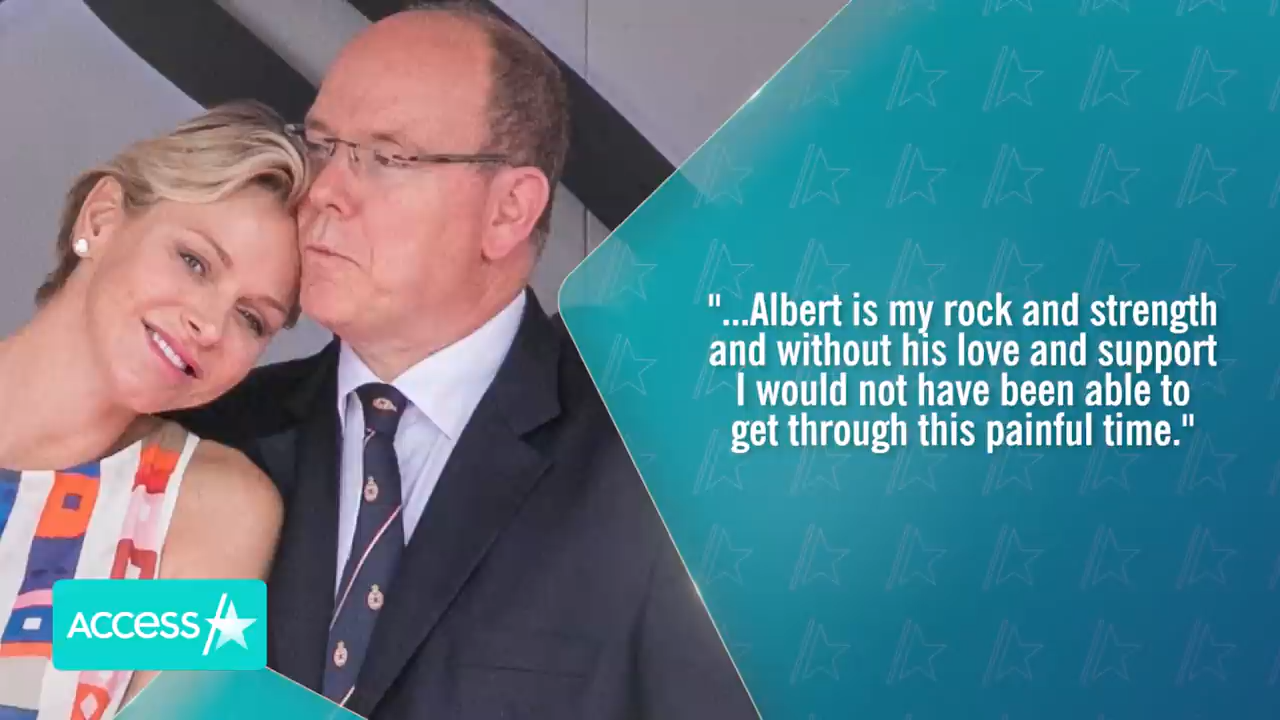 "...Albert is my rock and strength
and without his love and support
I would not have been able to
get through this painful time."
ACCESS